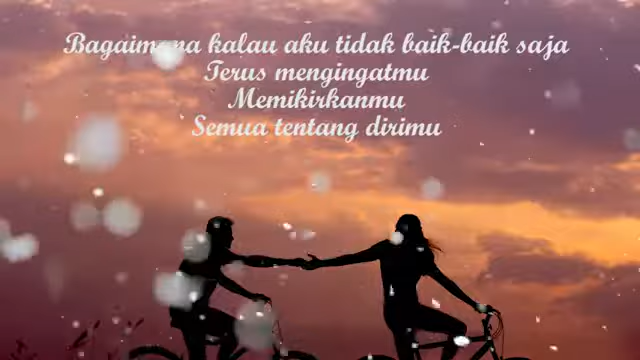 Bagaimana kalau aku tidak baik-baik saja
Terus mengingatmu
Memikirkanmu
Semua tentang dirimu